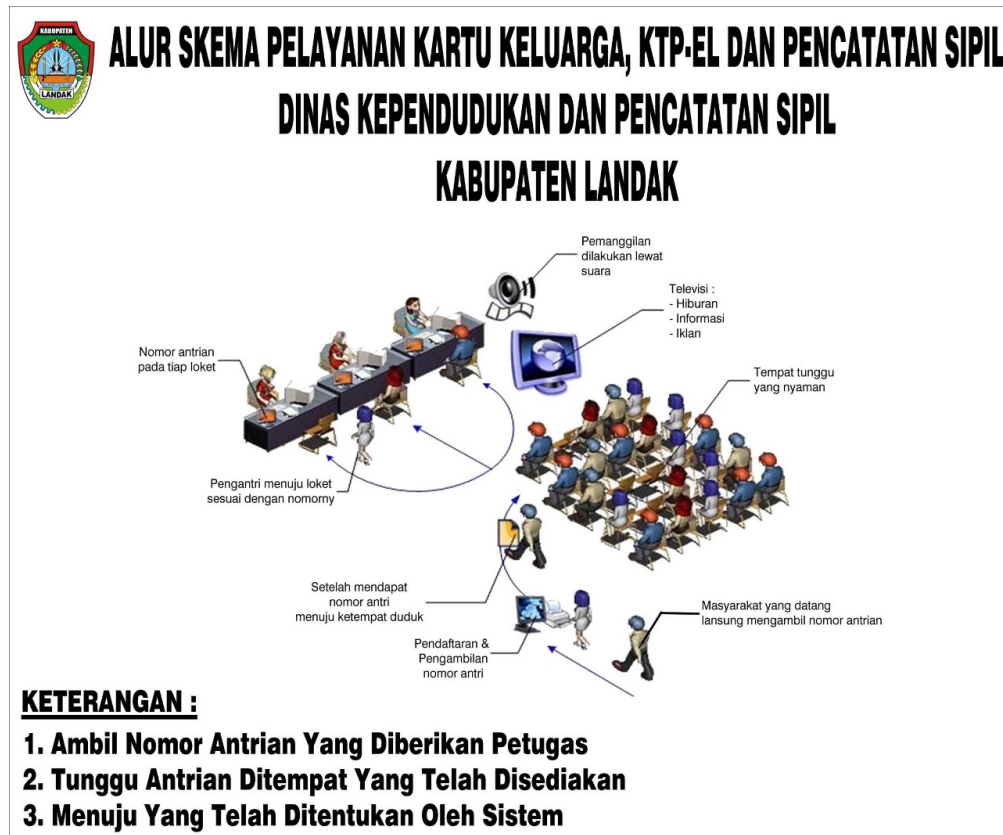 KABUPATEN
LANDAK
ALUR SKEMA PELAYANAN KARTU KELUARGA, KTP-EL DAN PENCATATAN SIPIL
DINAS KEPENDUDUKAN DAN PENCATATAN SIPIL
KABUPATEN LANDAK
Pemanggilan
dilakukan lewat
suara
Televisi :
- Hiburan
- Informasi
- Iklan
Nomor antrian
pada tiap loket
Tempat tunggu
yang nyaman
Pengantri menuju loket
sesuai dengan nomorny
Setelah mendapat
nomor antri
menuju ketempat duduk
Masyarakat yang datang
lansung mengambil nomor antrian
Pendaftaran &
Pengambilan
nomor antri
KETERANGAN :
1. Ambil Nomor Antrian Yang Diberikan Petugas
2. Tunggu Antrian Ditempat Yang Telah Disediakan
3. Menuju Yang Telah Ditentukan Oleh Sistem